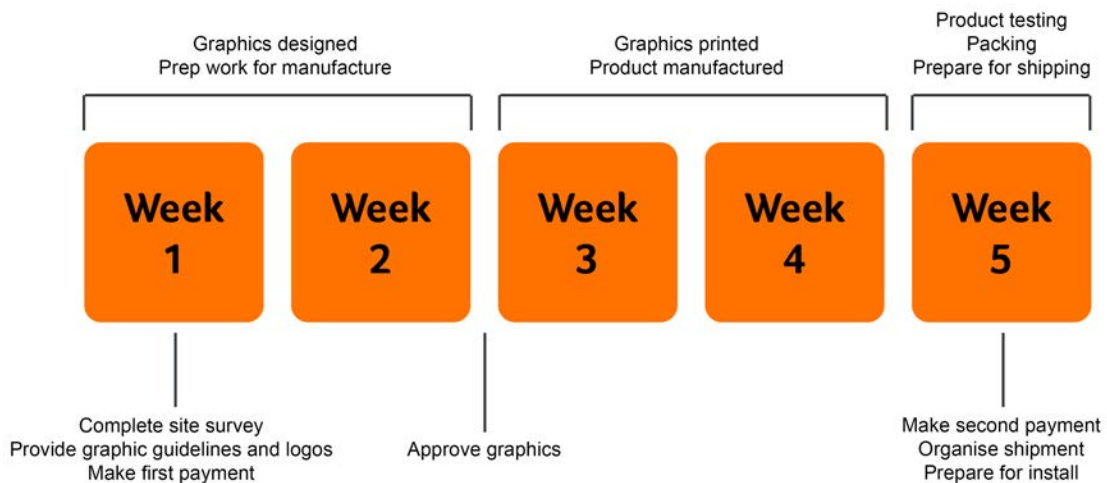 Graphics designed
Prep work for manufacture
Graphics printed
Product manufactured
Product testing
Packing
Prepare for shipping
Week
1
Week
2
Week
3
Week
4
Week
5
Complete site survey
Provide graphic guidelines and logos
Make first payment
Approve graphics
Make second payment
Organise shipment
Prepare for install